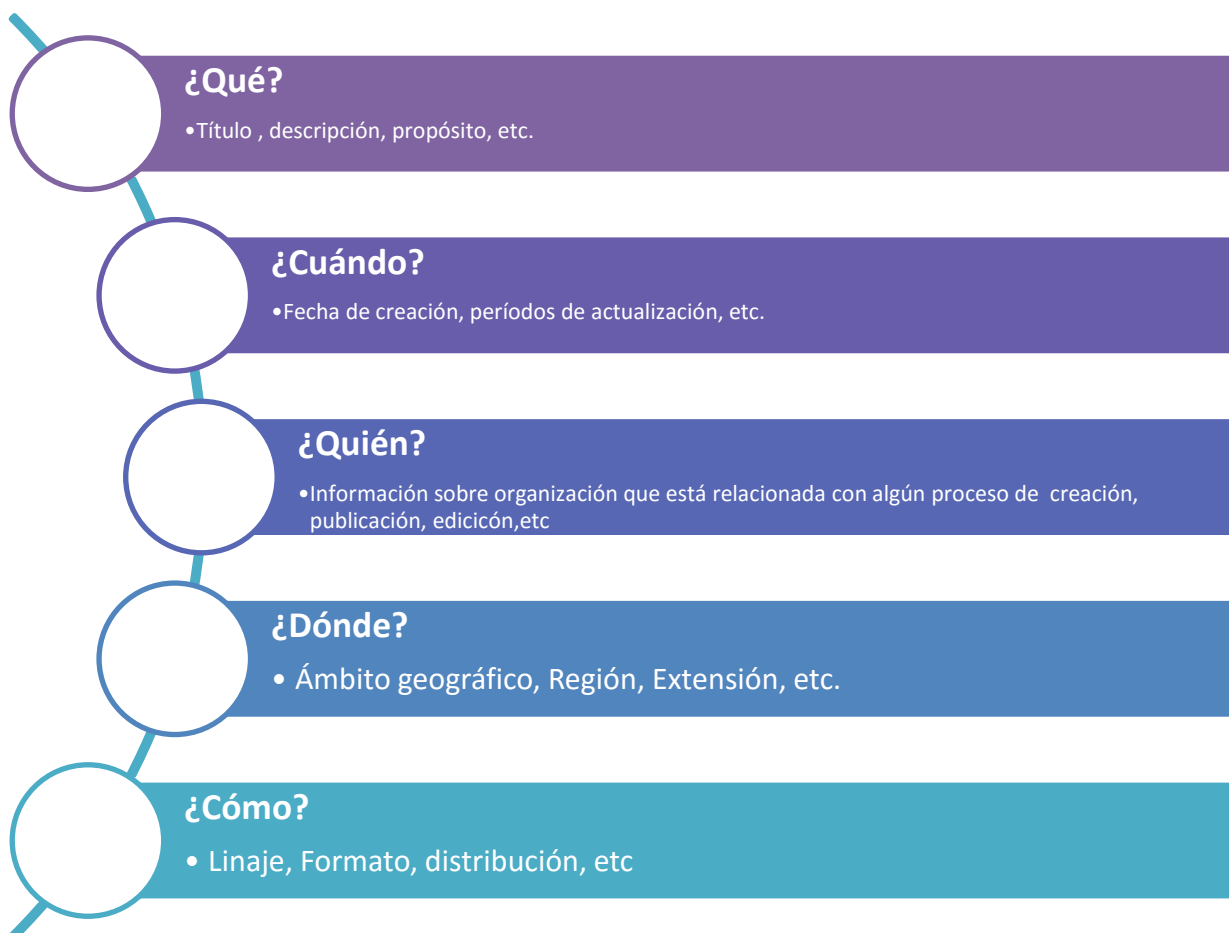 ¿Qué?
•Título , descripción, propósito, etc.
¿Cuándo?
•Fecha de creación, períodos de actualización, etc.
¿Quién?
•Información sobre organización que está relacionada con algún proceso de  creación,
publicación, edicicón,etc
¿Dónde?
• Ámbito geográfico, Región, Extensión, etc.
¿Cómo?
• Linaje, Formato, distribución, etc